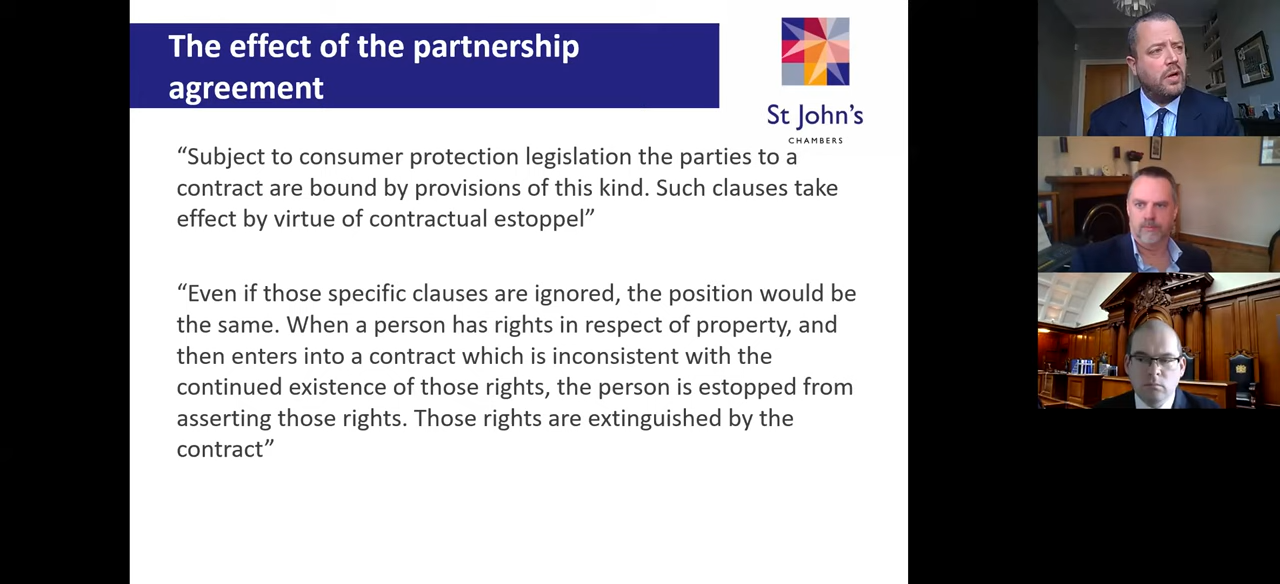 The effect of the partnership
agreement
St John's
CHAMBERS
“Subject to consumer protection legislation the parties to a
contract are bound by provisions of this kind. Such clauses take
effect by virtue of contractual estoppel”
“Even if those specific clauses are ignored, the position would be
the same. When a person has rights in respect of property, and
then enters into a contract which is inconsistent with the
continued existence of those rights, the person is estopped from
asserting those rights. Those rights are extinguished by the
contract”